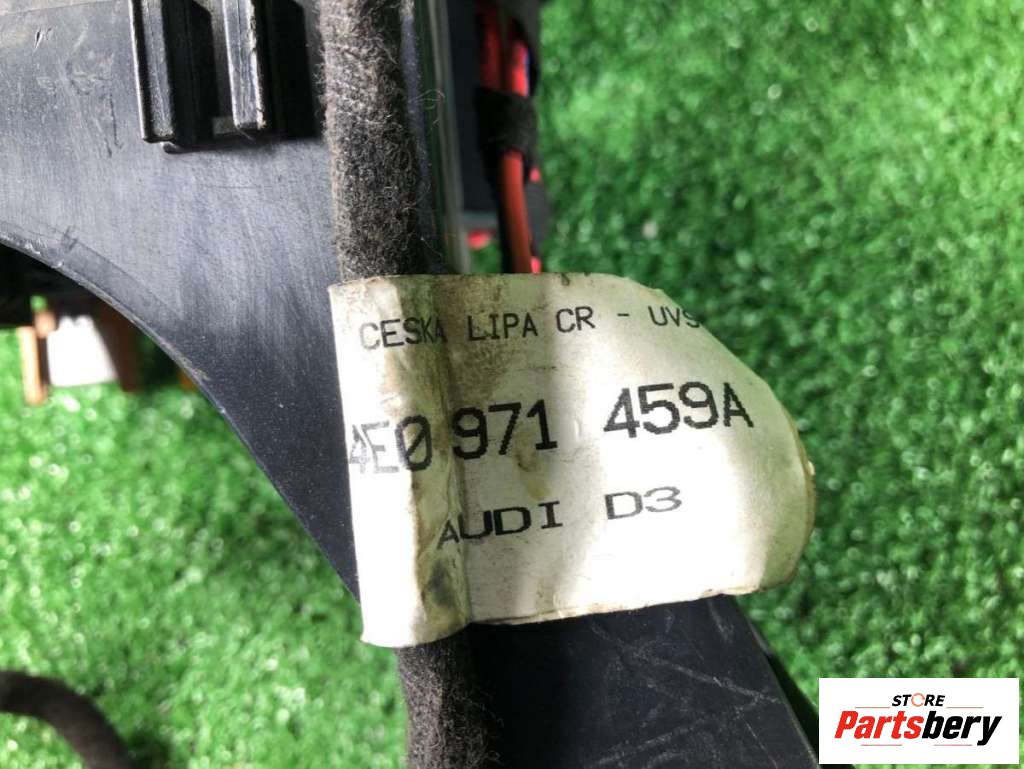 CESKA LIPA CR - UVS
4E0 971 459A
AUDI D3
STORE
Partsbery